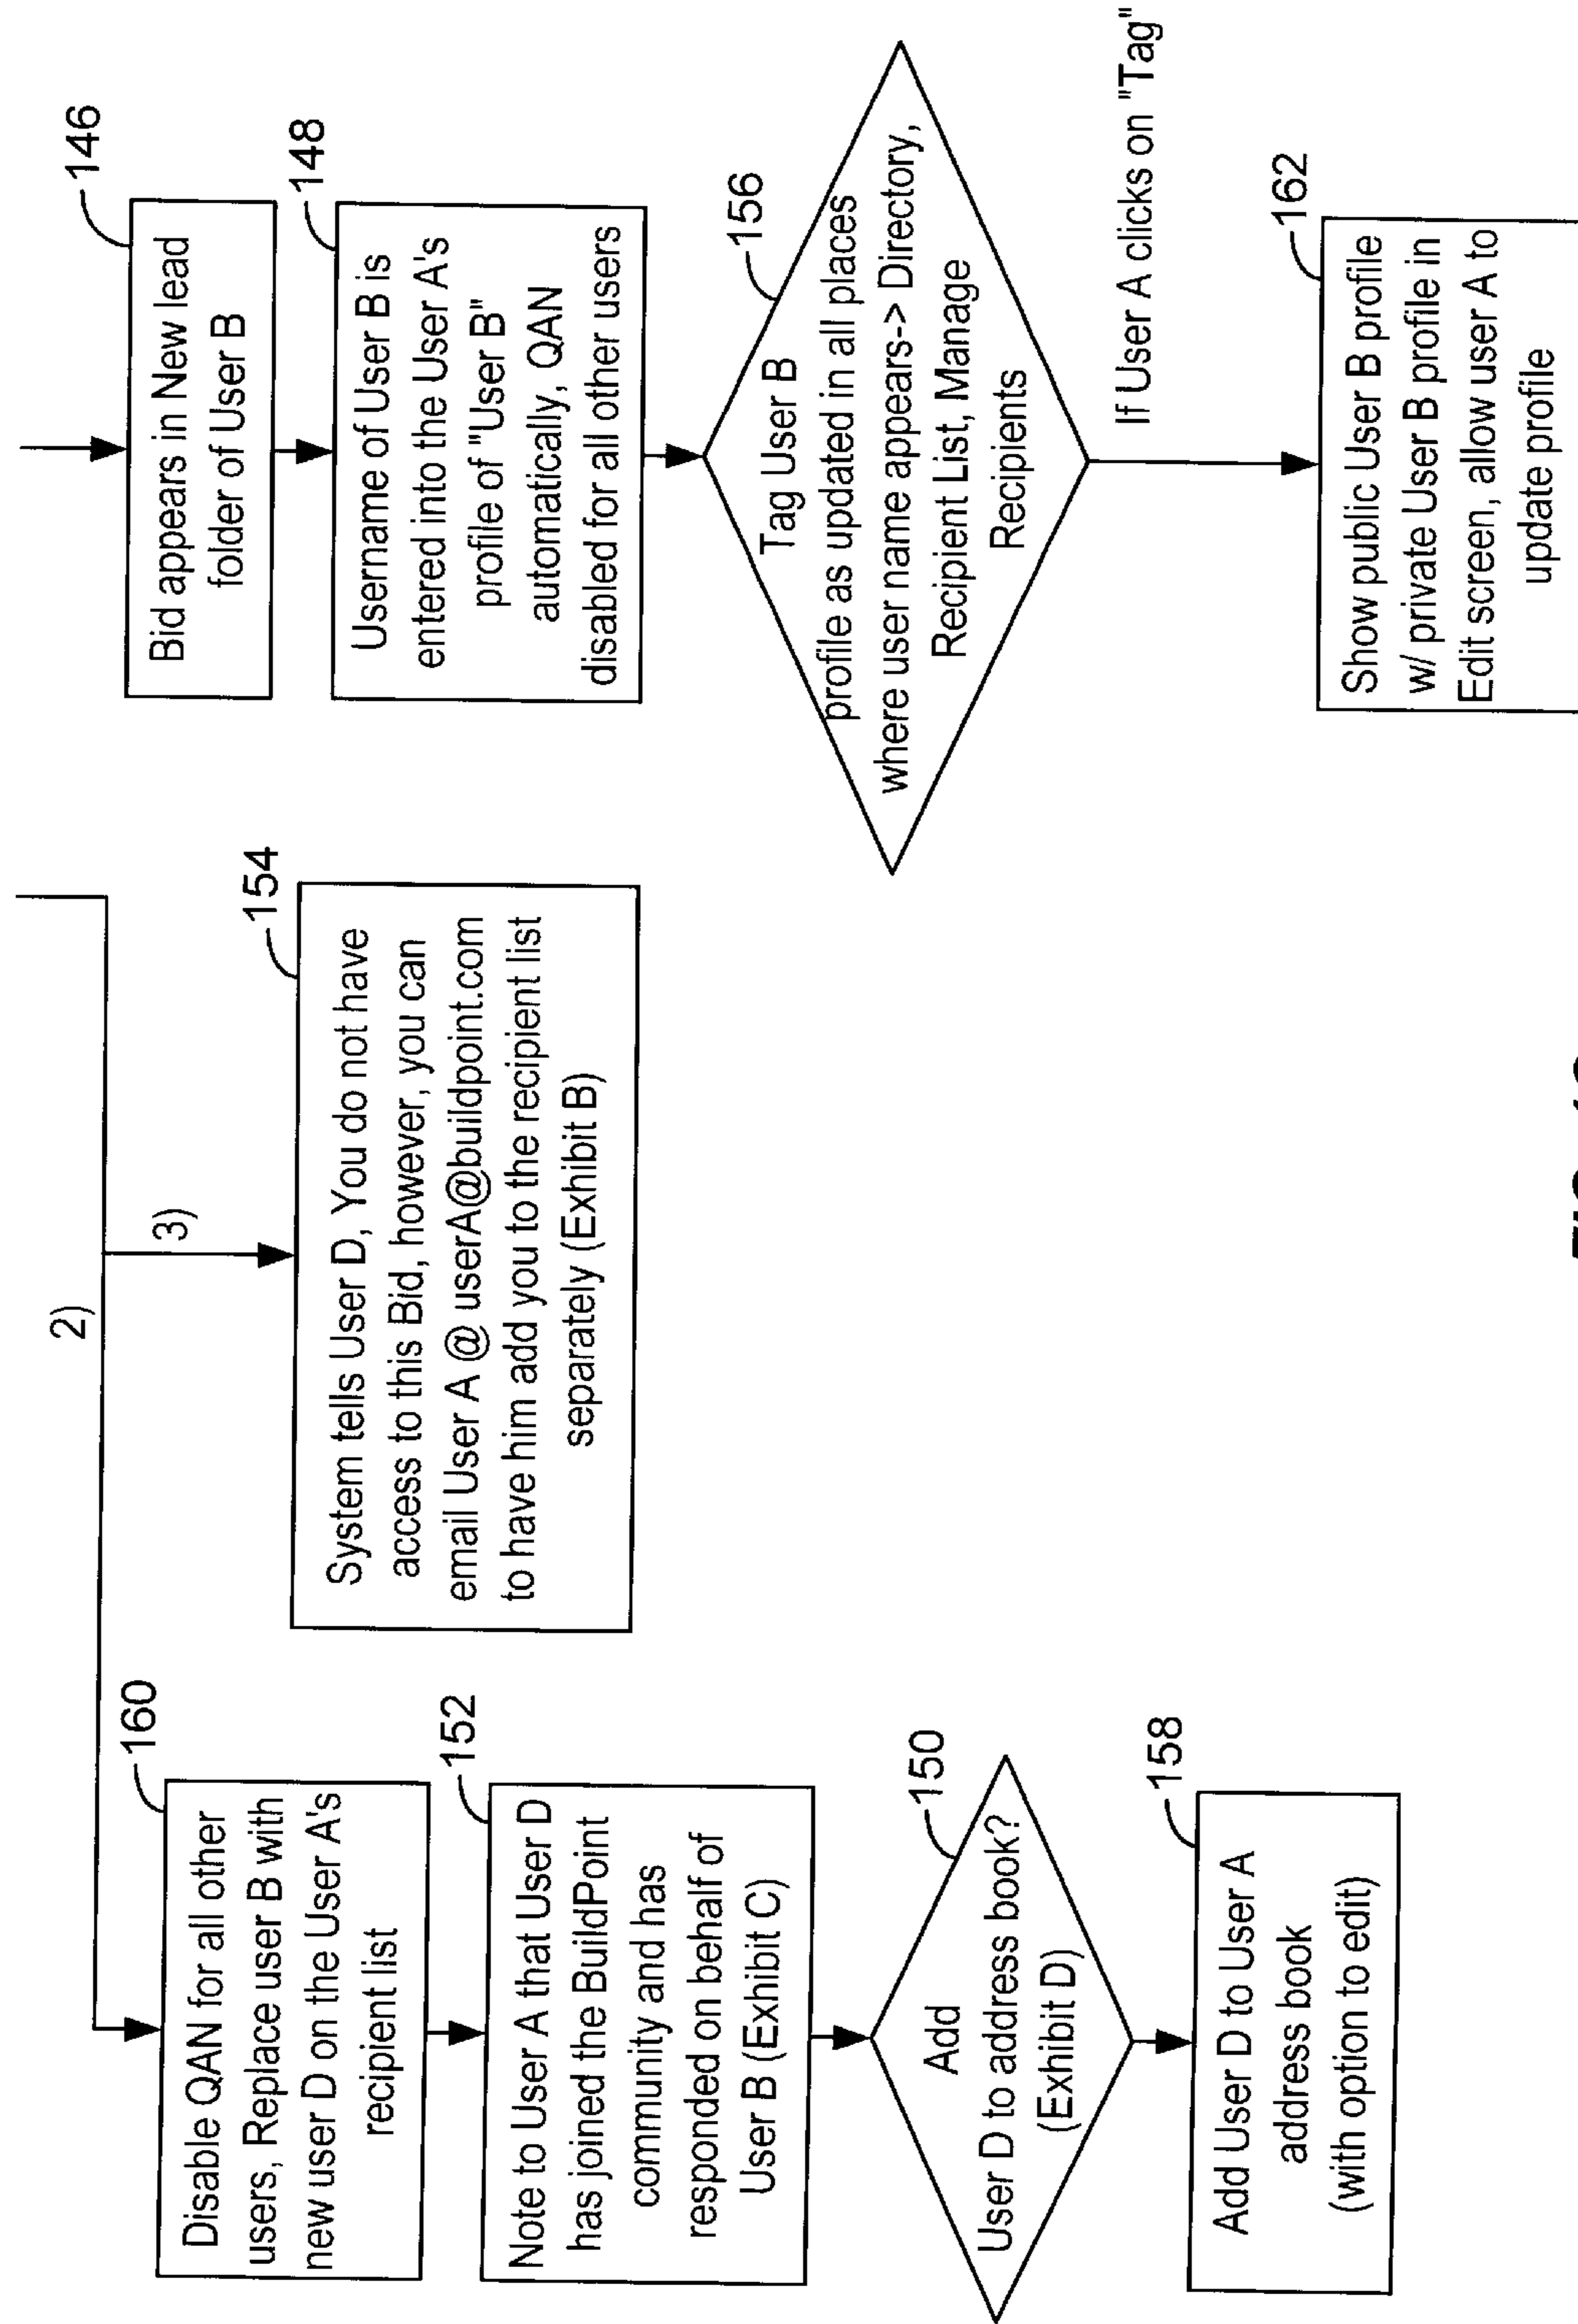 2)
3)
160
Disable QAN for all other
users, Replace user B with
new user D on the User A's
recipient list
152
Note to User A that User D
has joined the BuildPoint
community and has
responded on behalf of
User B (Exhibit C)
150
Add
User D to address book?
(Exhibit D)
158
Add User D to User A
address book
(with option to edit)
154
System tells User D, You do not have
access to this Bid, however, you can
email User A @ userA@buildpoint.com
to have him add you to the recipient list
separately (Exhibit B)
146
Bid appears in New lead
folder of User B
148
Username of User B is
entered into the User A's
profile of "User B"
automatically, QAN
disabled for all other users
156
Tag User B
profile as updated in all places
where user name appears-> Directory,
Recipient List, Manage
Recipients
If User A clicks on "Tag"
162
Show public User B profile
w/ private User B profile in
Edit screen, allow user A to
update profile